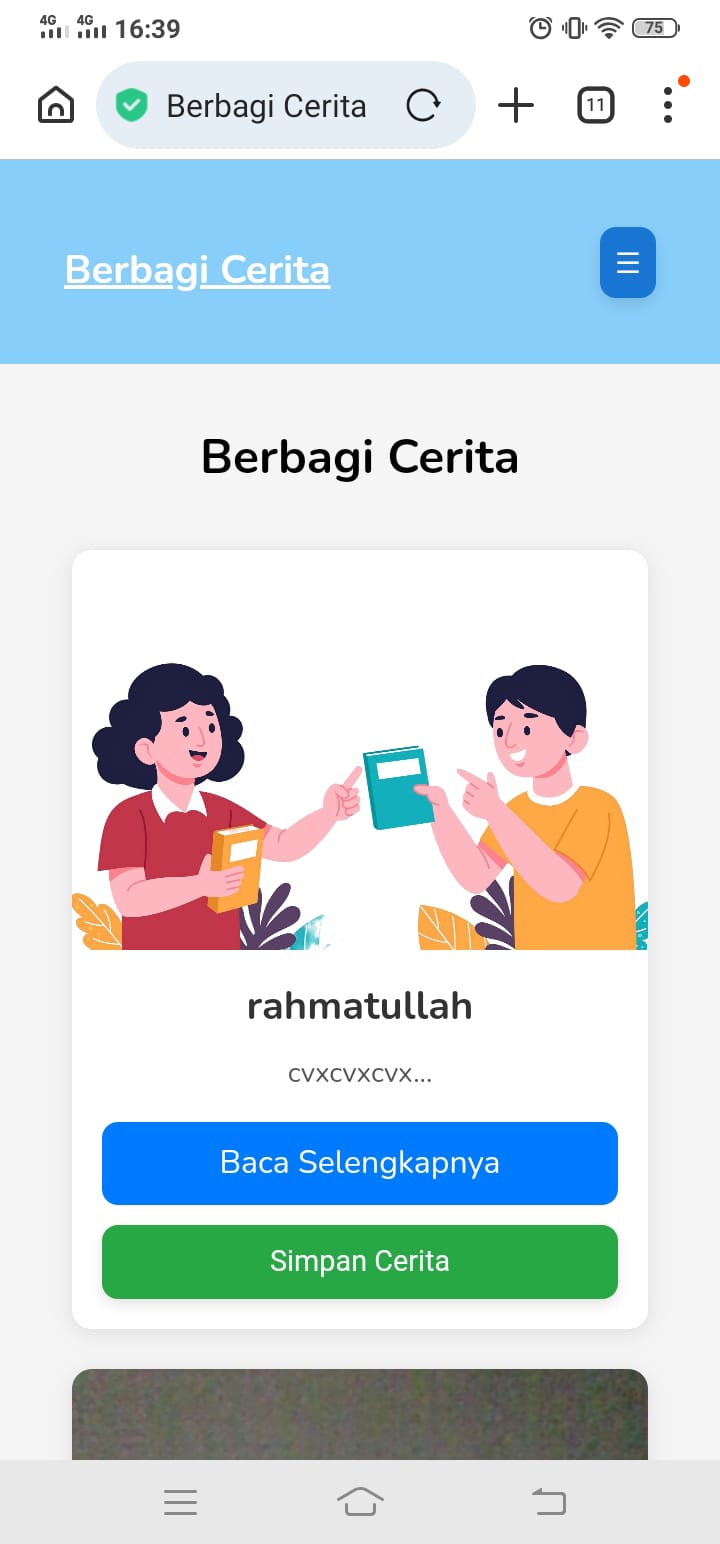 4G 4G 16:39 75
Berbagi Cerita 11
Berbagi Cerita
Berbagi Cerita
rahmatullah
cvxcvxcvx...
Baca Selengkapnya
Simpan Cerita